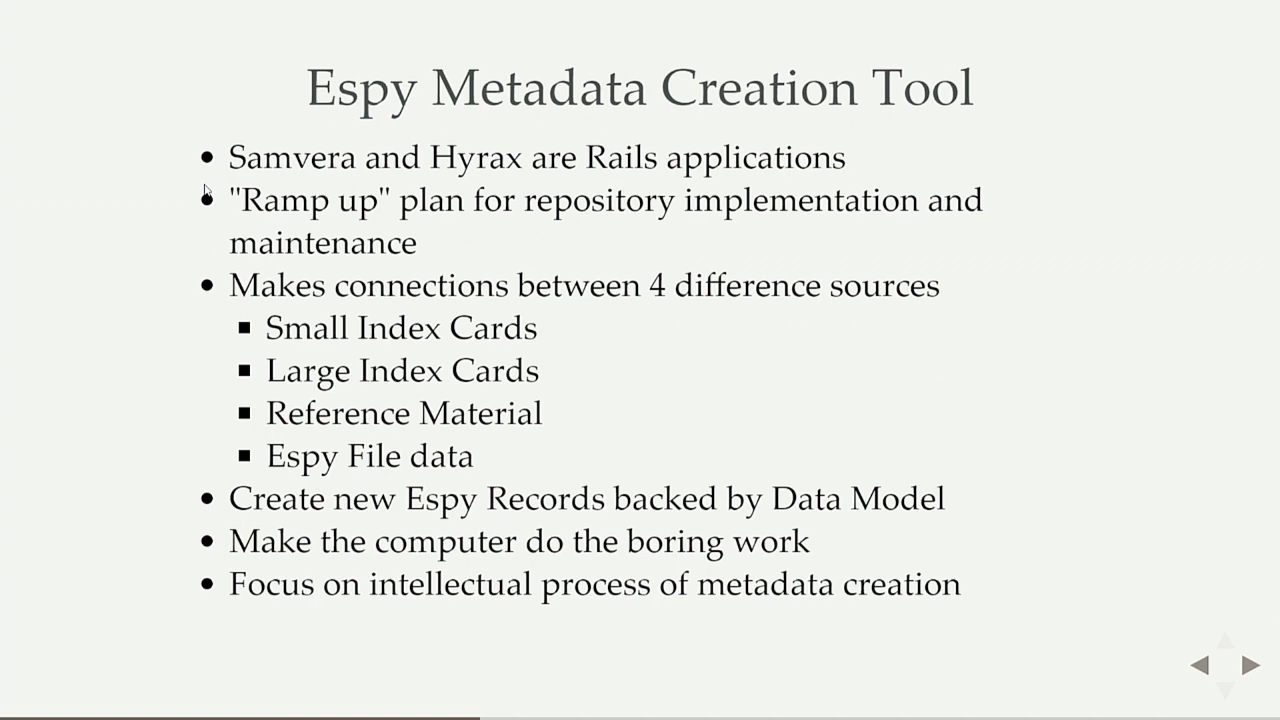 Espy Metadata Creation Tool
Samvera and Hyrax are Rails applications
"Ramp up" plan for repository implementation and
maintenance
Makes connections between 4 difference sources
Small Index Cards
Large Index Cards
Reference Material
Espy File data
Create new Espy Records backed by Data Model
Make the computer do the boring work
Focus on intellectual process of metadata creation